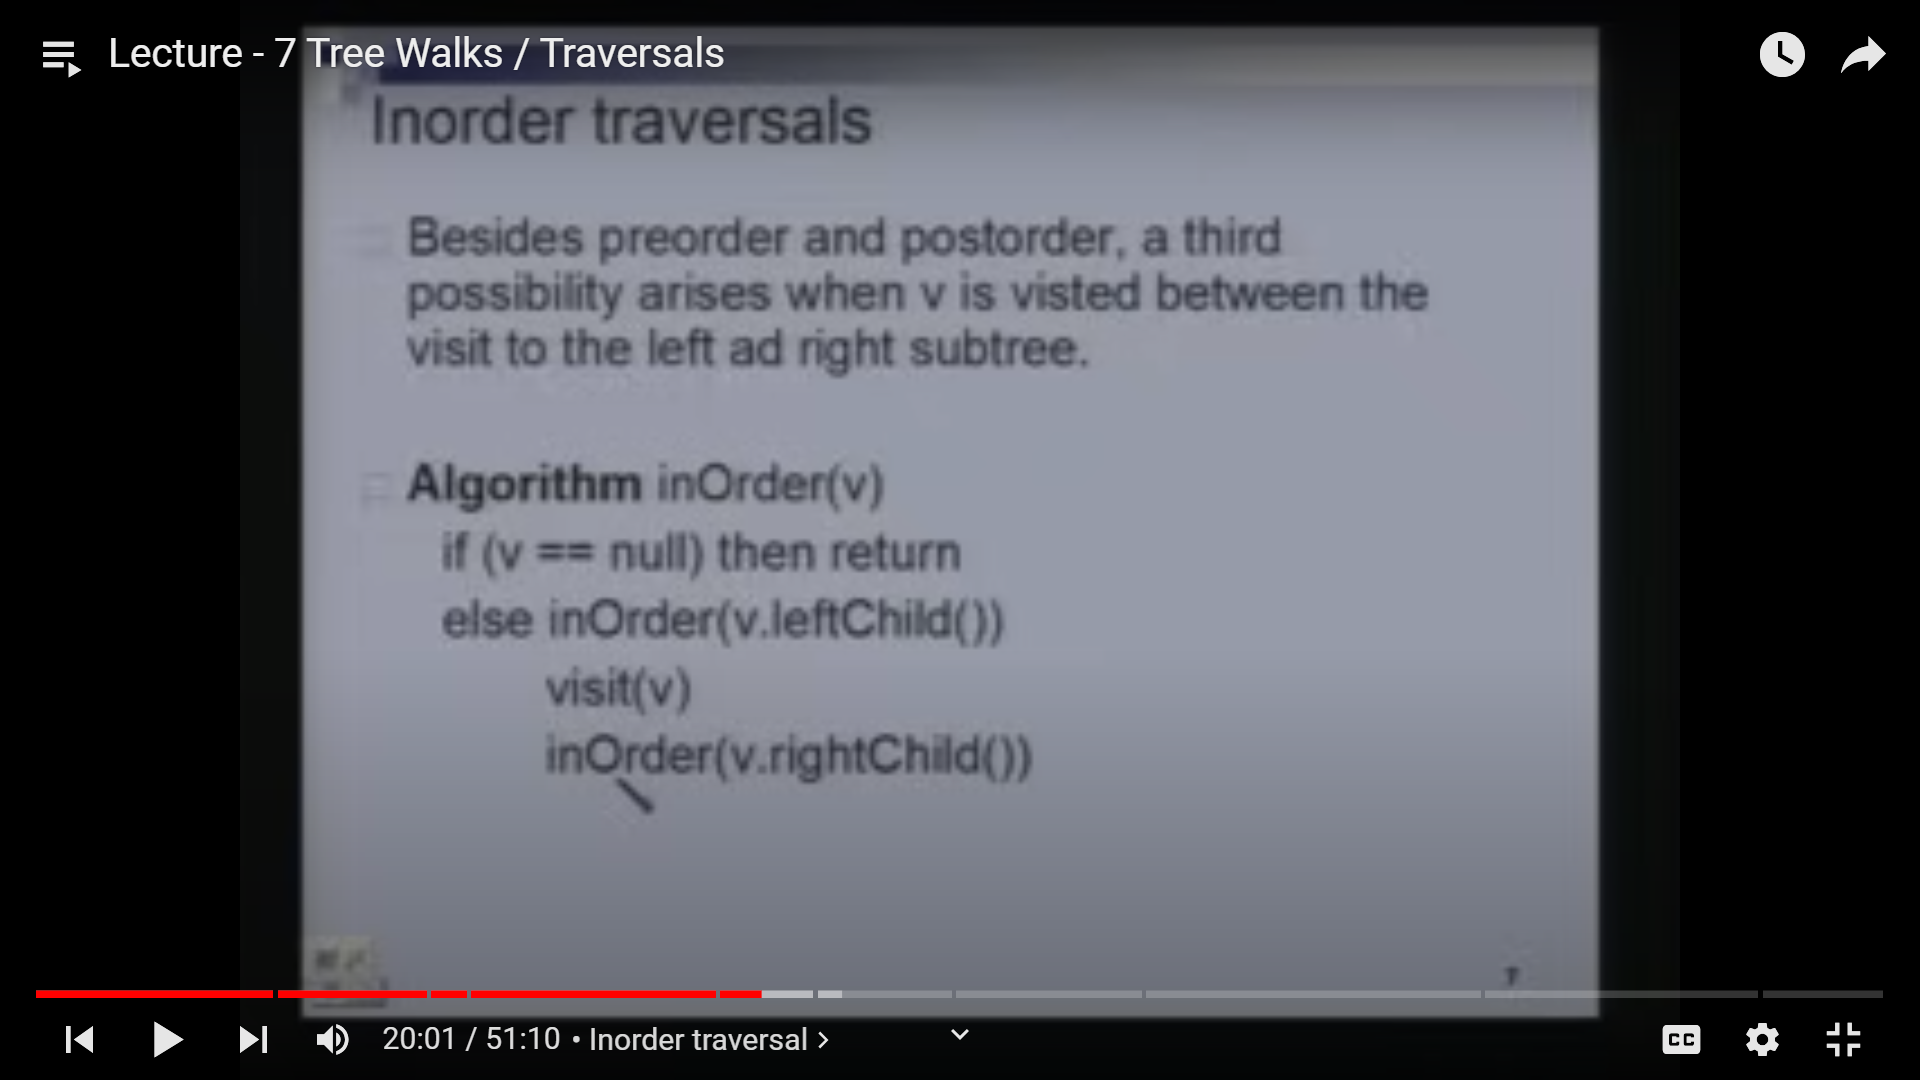 Lecture - 7 Tree Walks / Traversals
Inorder traversals
Besides preorder and postorder, a third
possibility arises when v is visted between the
visit to the left ad right subtree.
Algorithm inOrder(v)
if (v == null) then return
else inOrder(v.leftChild())
visit(v)
inOrder(v.rightChild())
7
20:01 / 51:10 • Inorder traversal >
CC